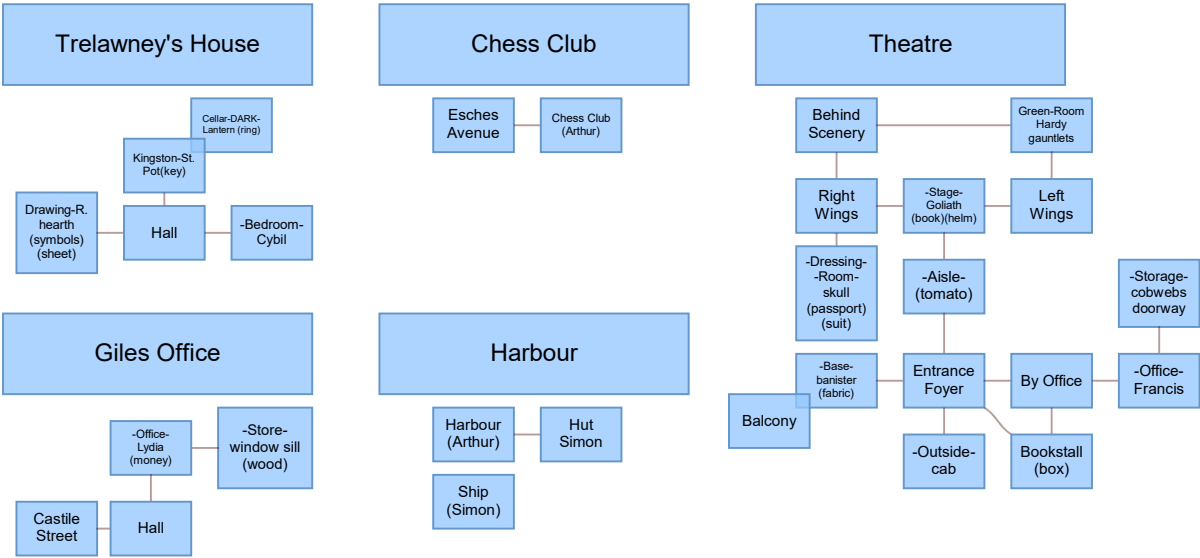 Trelawney's House
Cellar-DARK-
Lantern (ring)
Kingston-St.
Pot(key)
Drawing-R.
hearth
(symbols)
(sheet)
Hall
-Bedroom-
Cybil
Chess Club
Esches
Avenue
Chess Club
(Arthur)
Theatre
Behind
Scenery
Green-Room
Hardy
gauntlets
Right
Wings
-Stage-
Goliath
(book)(helm)
Left
Wings
-Dressing-
-Room-
skull
(passport)
(suit)
-Aisle-
(tomato)
-Storage-
cobwebs
doorway
-Base-
banister
(fabric)
Entrance
Foyer
By Office
-Office-
Francis
Balcony
-Outside-
cab
Bookstall
(box)
Giles Office
-Office-
Lydia
(money)
-Store-
window sill
(wood)
Castile
Street
Hall
Harbour
Harbour
(Arthur)
Hut
Simon
Ship
(Simon)